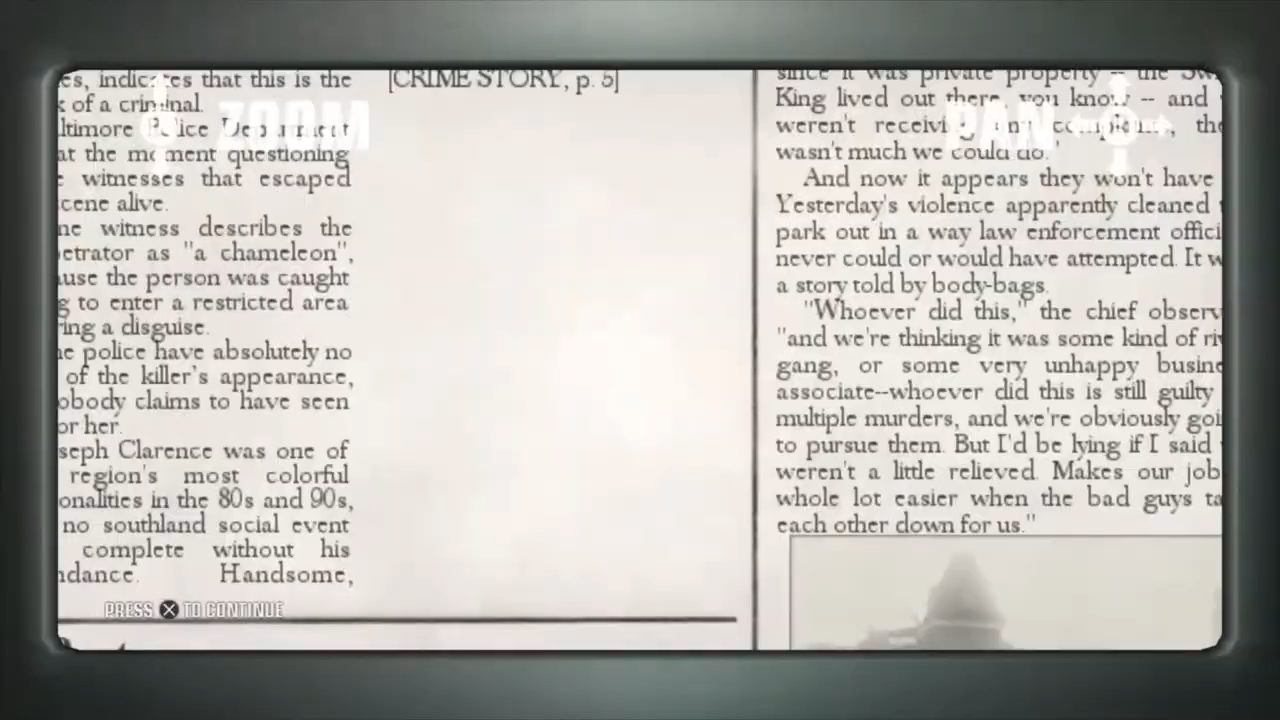 es, indicates that this is the
k of a criminal.
ltimore Police Department
at the moment questioning
e witnesses that escaped
cene alive.
ne witness describes the
etrator as "a chameleon",
ause the person was caught
g to enter a restricted area
ring a disguise.
he police have absolutely no
of the killer's appearance,
obody claims to have seen
or her.
seph Clarence was one of
region's most colorful
onalities in the 80s and 90s,
no southland social event
complete without his
ndance. Handsome,
[CRIME STORY, p. 5]
since it was private property -- the Sw
King lived out there, you know -- and
weren't receiving any complaints, the
wasn't much we could do."
And now it appears they won't have
Yesterday's violence apparently cleaned
park out in a way law enforcement offici
never could or would have attempted. It w
a story told by body-bags.
"Whoever did this," the chief observ
"and we're thinking it was some kind of ri
gang, or some very unhappy busine
associate--whoever did this is still guilty
multiple murders, and we're obviously goi
to pursue them. But I'd be lying if I said
weren't a little relieved. Makes our job
whole lot easier when the bad guys ta
each other down for us."
ZOOM
PAN
PRESS X TO CONTINUE